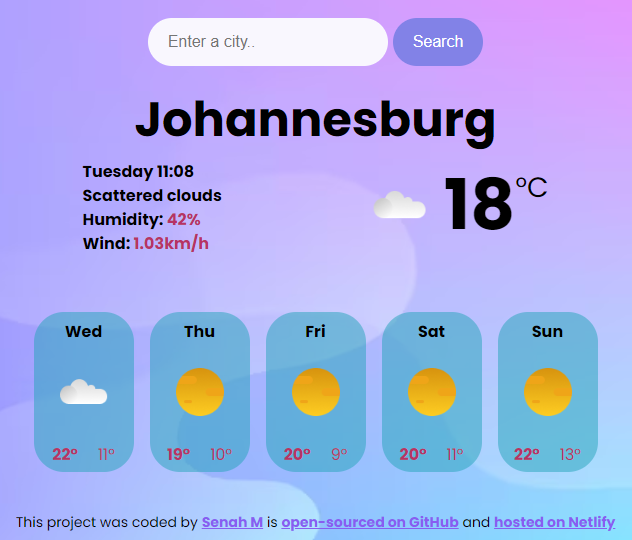 Enter a city..
Search
Johannesburg
Tuesday 11:08
Scattered clouds
Humidity: 42%
Wind: 1.03km/h
18°C
Wed
Thu
Fri
Sat
Sun
22° 11°
19° 10°
20° 9°
20° 11°
22° 13°
This project was coded by Senah M is open-sourced on GitHub and hosted on Netlify